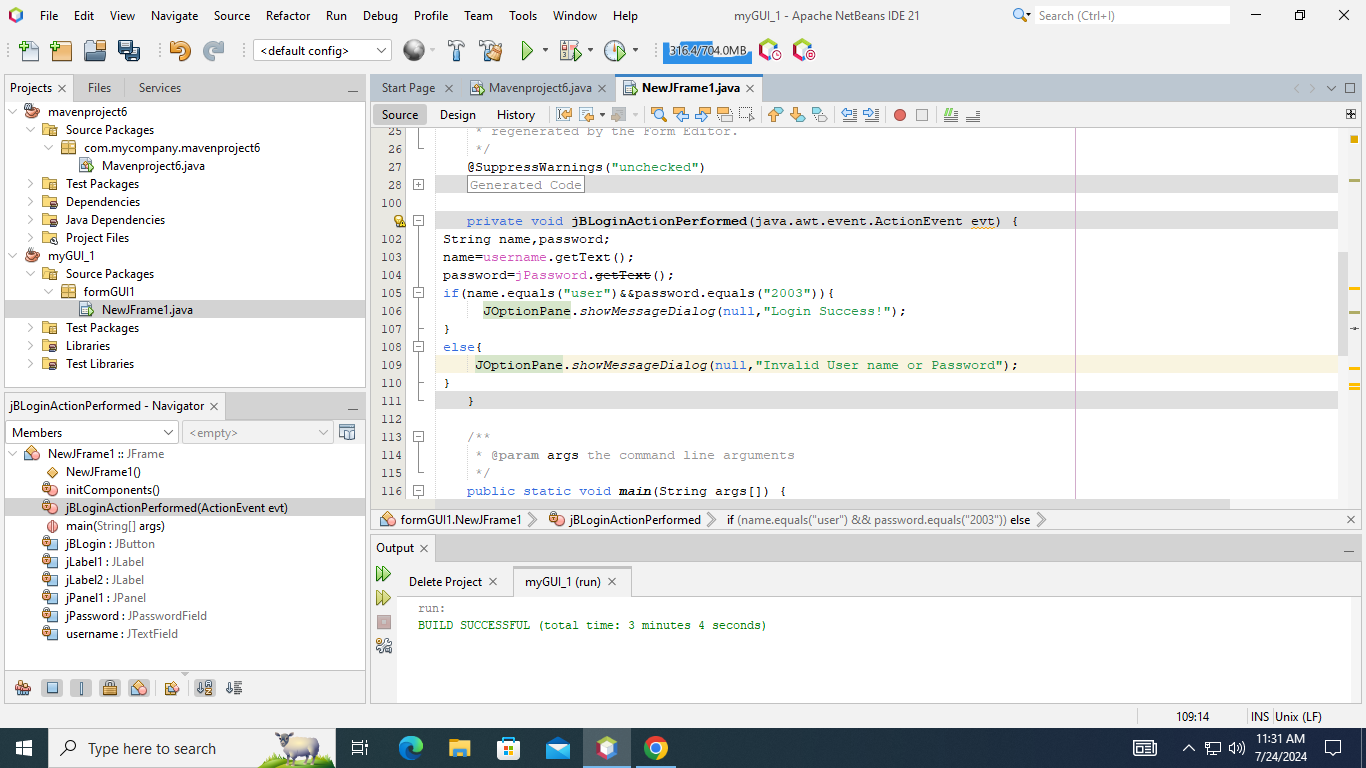 File Edit View Navigate Source Refactor Run Debug Profile Team Tools Window Help
myGUI_1 - Apache NetBeans IDE 21
Search (Ctrl+I)
<default config>
316.4/704.0MB
Projects Files Services
mavenproject6
Source Packages
com.mycompany.mavenproject6
Mavenproject6.java
Test Packages
Dependencies
Java Dependencies
Project Files
myGUI_1
Source Packages
formGUI1
NewJFrame1.java
Test Packages
Libraries
Test Libraries
jBLoginActionPerformed - Navigator
Members <empty>
NewJFrame1 :: JFrame
NewJFrame1()
initComponents()
jBLoginActionPerformed(ActionEvent evt)
main(String[] args)
jBLogin : JButton
jLabel1 : JLabel
jLabel2 : JLabel
jPanel1 : JPanel
jPassword : JPasswordField
username : JTextField
Start Page Mavenproject6.java NewJFrame1.java
Source Design History
25 * regenerated by the Form Editor.
26 */
27 @SuppressWarnings("unchecked")
28 Generated Code
100
private void jBLoginActionPerformed(java.awt.event.ActionEvent evt) {
102 String name,password;
103 name=username.getText();
104 password=jPassword.getText();
105 if(name.equals("user")&&password.equals("2003")){
106 JOptionPane.showMessageDialog(null,"Login Success!");
107 }
108 else{
109 JOptionPane.showMessageDialog(null,"Invalid User name or Password");
110 }
111 }
112
113 /**
114 * @param args the command line arguments
115 */
116 public static void main(String args[]) {
formGUI1.NewJFrame1 jBLoginActionPerformed if (name.equals("user") && password.equals("2003")) else
Output
Delete Project myGUI_1 (run)
run:
BUILD SUCCESSFUL (total time: 3 minutes 4 seconds)
109:14 INS Unix (LF)
Type here to search
11:31 AM
7/24/2024